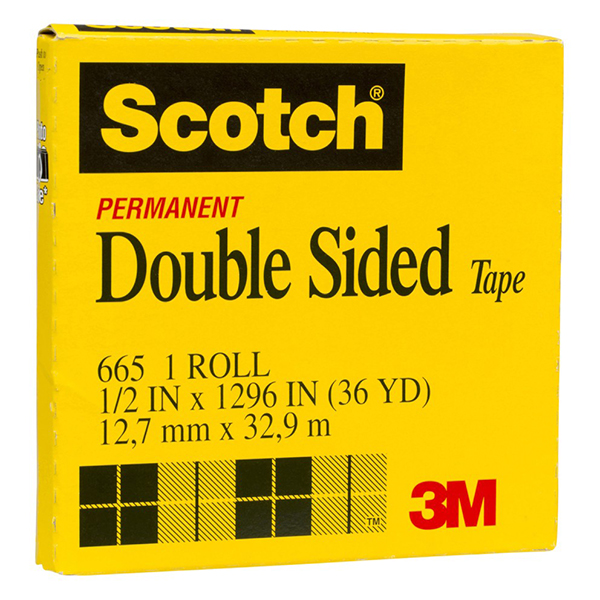 Scotch®
PERMANENT
Double Sided Tape
665 1 ROLL
1/2 IN x 1296 IN (36 YD)
12,7 mm x 32,9 m
TM
3M